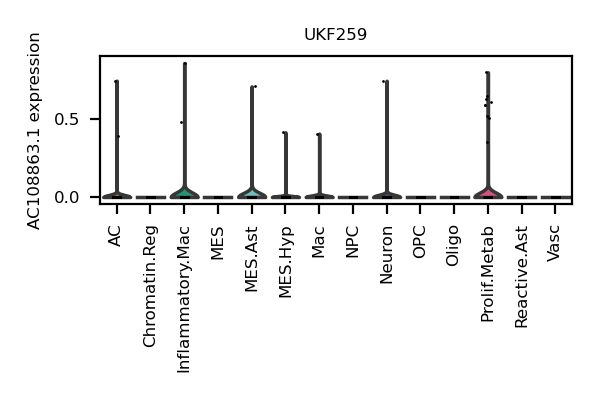 UKF259
AC108863.1 expression
0.5
0.0
AC
Chromatin.Reg
Inflammatory.Mac
MES
MES.Ast
MES.Hyp
Mac
NPC
Neuron
OPC
Oligo
Prolif.Metab
Reactive.Ast
Vasc